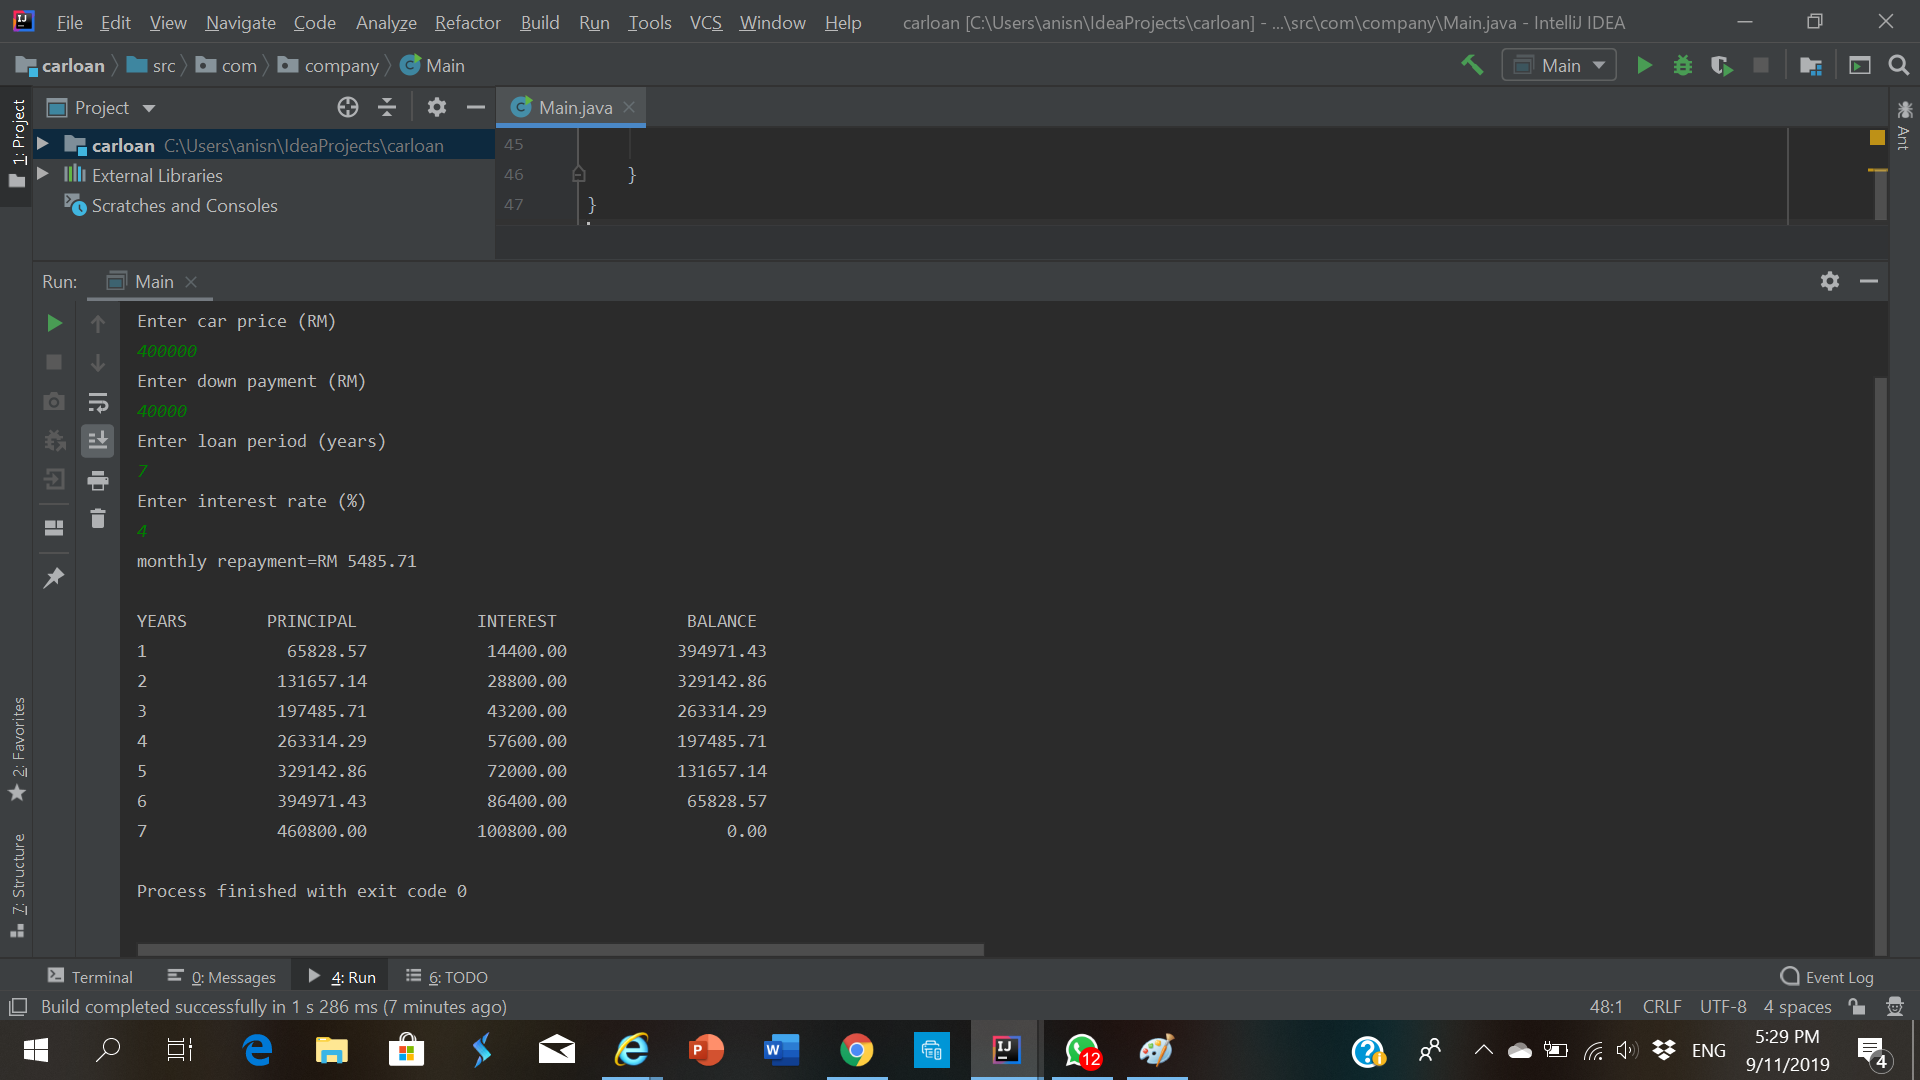 File Edit View Navigate Code Analyze Refactor Build Run Tools VCS Window Help carloan [C:\Users\anisn\IdeaProjects\carloan] - ...\src\com\company\Main.java - IntelliJ IDEA
carloan src com company Main Main
1: Project
Project Main.java
Ant
carloan C:\Users\anisn\IdeaProjects\carloan
External Libraries
Scratches and Consoles
45
46 }
47 }
Run: Main
Enter car price (RM)
400000
Enter down payment (RM)
40000
Enter loan period (years)
7
Enter interest rate (%)
4
monthly repayment=RM 5485.71
YEARS PRINCIPAL INTEREST BALANCE
1 65828.57 14400.00 394971.43
2 131657.14 28800.00 329142.86
3 197485.71 43200.00 263314.29
4 263314.29 57600.00 197485.71
5 329142.86 72000.00 131657.14
6 394971.43 86400.00 65828.57
7 460800.00 100800.00 0.00
Process finished with exit code 0
2: Favorites
7: Structure
Terminal 0: Messages 4: Run 6: TODO Event Log
Build completed successfully in 1 s 286 ms (7 minutes ago) 48:1 CRLF UTF-8 4 spaces
12 ENG 5:29 PM
9/11/2019 4